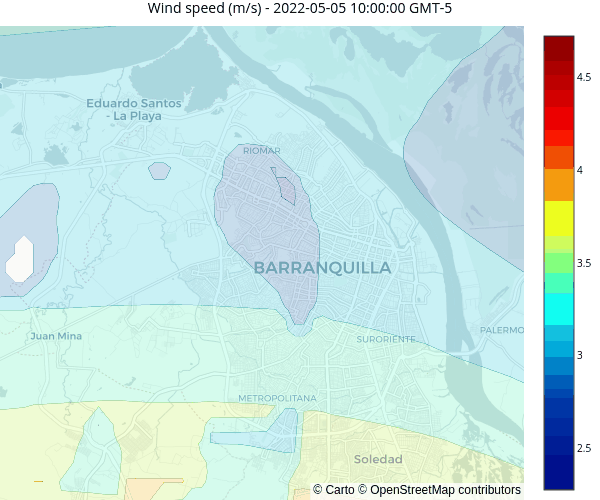 Wind speed (m/s) - 2022-05-05 10:00:00 GMT-5
Eduardo Santos
- La Playa
RIOMAR
BARRANQUILLA
Juan Mina
SURORIENTE
PALERMO
METROPOLITANA
Soledad
© Carto © OpenStreetMap contributors
4.5
4
3.5
3
2.5